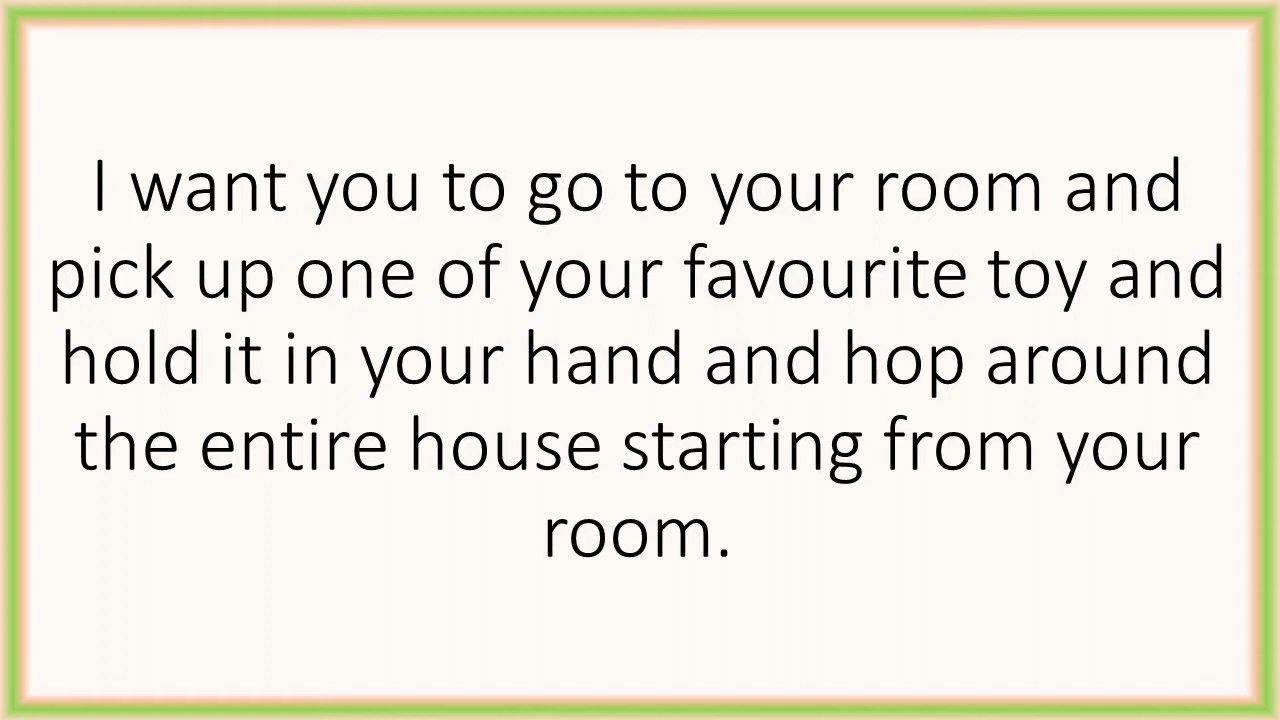 I want you to go to your room and
pick up one of your favourite toy and
hold it in your hand and hop around
the entire house starting from your
room.